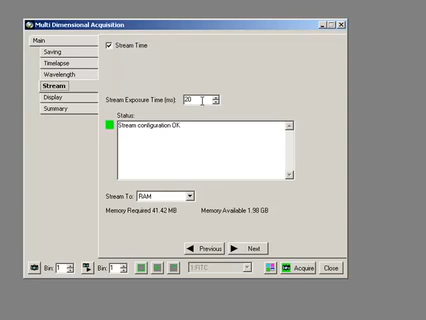 Multi Dimensional Acquisition
Main
Saving
Timelapse
Wavelength
Stream
Display
Summary
Stream Time
Stream Exposure Time (ms): 20
Status:
Stream configuration OK
Stream To: RAM
Memory Required 41.42 MB Memory Available 1.98 GB
Previous Next
Bin: 1 Bin: 1 1:FITC Acquire Close